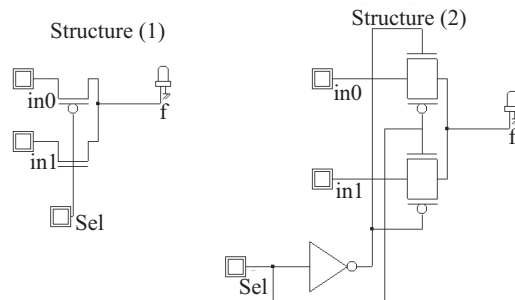 Structure (1)
in0
f
in1
Sel
Structure (2)
in0
f
in1
Sel